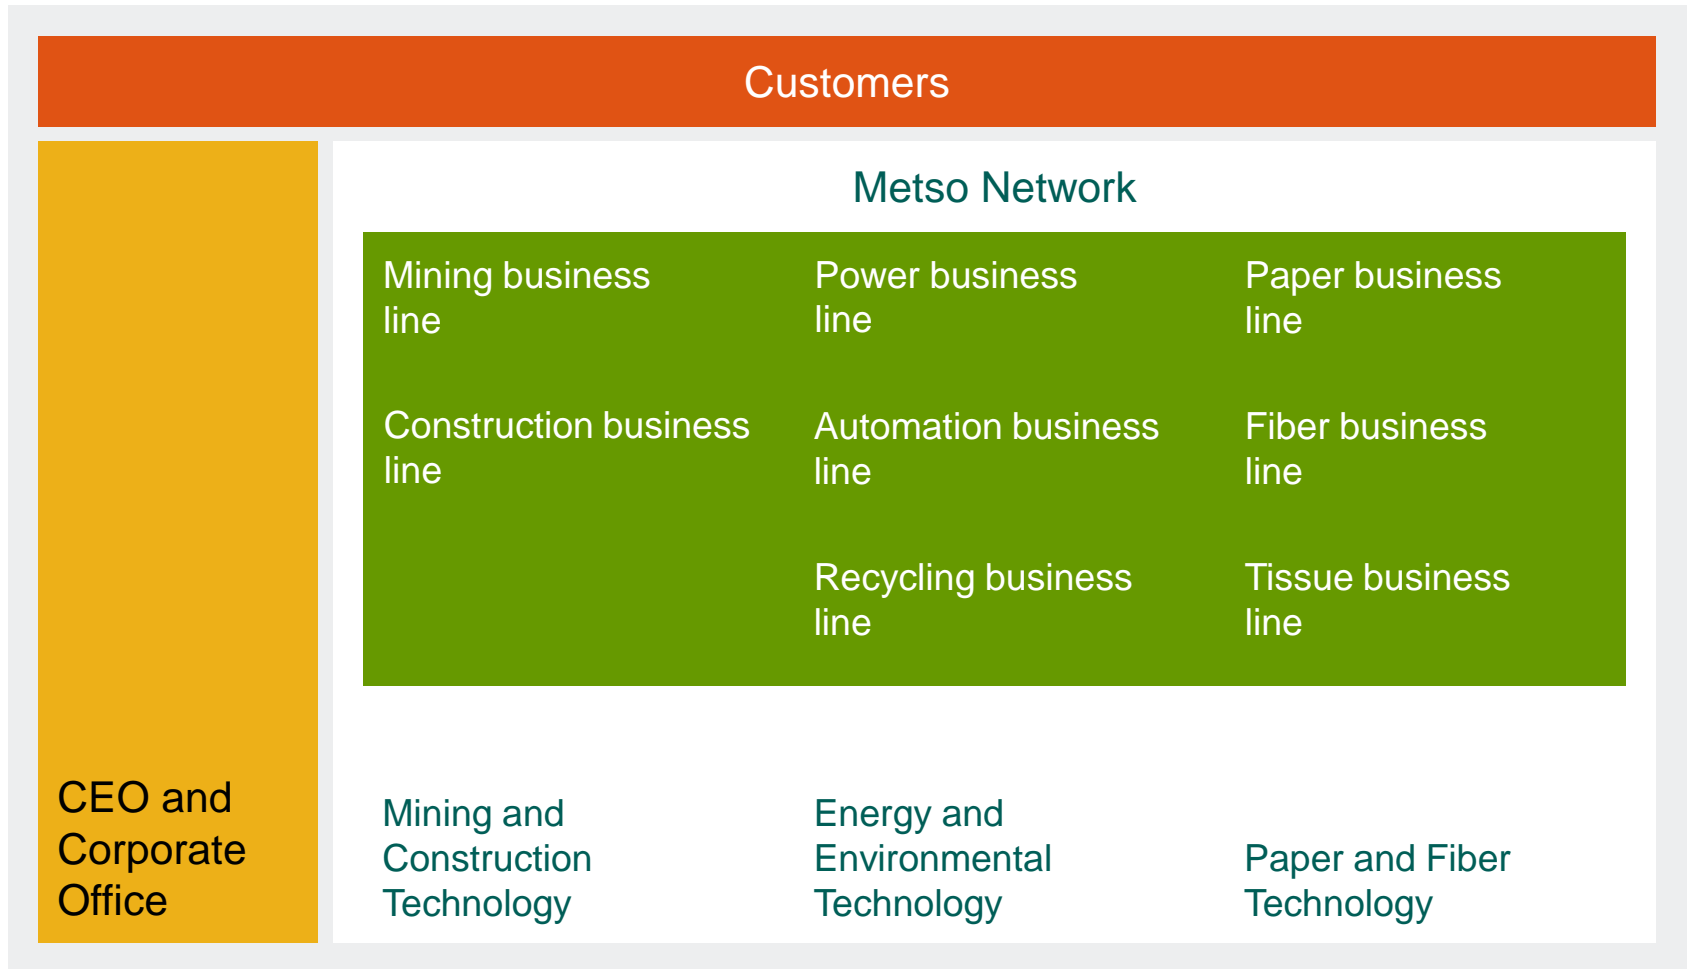 Customers
Metso Network
Mining business
line
Power business
line
Paper business
line
Construction business
line
Automation business
line
Fiber business
line
Recycling business
line
Tissue business
line
CEO and
Corporate
Office
Mining and
Construction
Technology
Energy and
Environmental
Technology
Paper and Fiber
Technology